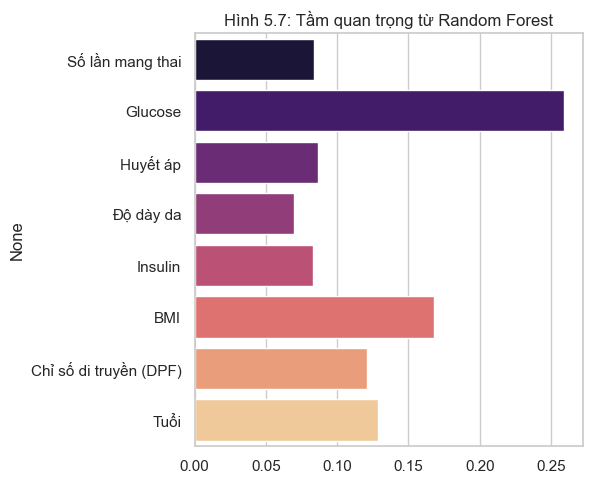 Hình 5.7: Tầm quan trọng từ Random Forest
None
Số lần mang thai
Glucose
Huyết áp
Độ dày da
Insulin
BMI
Chỉ số di truyền (DPF)
Tuổi
0.00 0.05 0.10 0.15 0.20 0.25